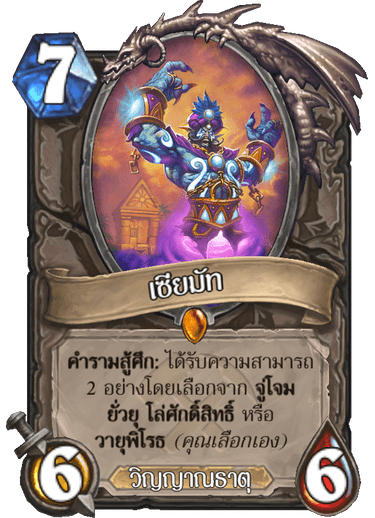 7
เซียมัท
คำรามสู้ศึก: ได้รับความสามารถ
2 อย่างโดยเลือกจาก จู่โจม
ยั่วยุ โล่ศักดิ์สิทธิ์ หรือ
วายุพิโรธ (คุณเลือกเอง)
6
วิญญาณธาตุ
6